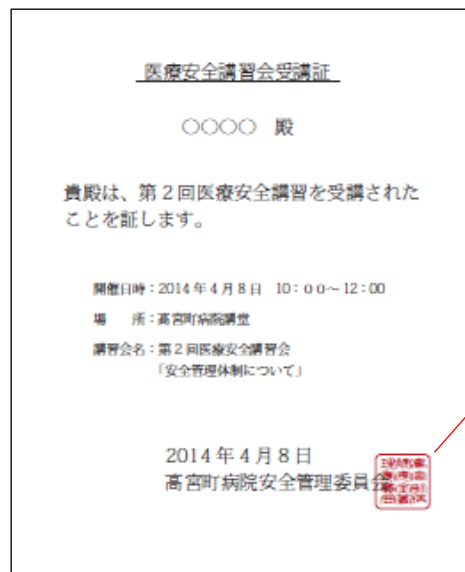 医療安全講習会受講証
○○○○　殿
貴殿は、第２回医療安全講習を受講された
ことを証します。
開催日時：2014年4月8日　10：00～12：00
場　　所：高宮町病院講堂
講習会名：第２回医療安全講習会
「安全管理体制について」
2014年4月8日
高宮町病院安全管理委員会